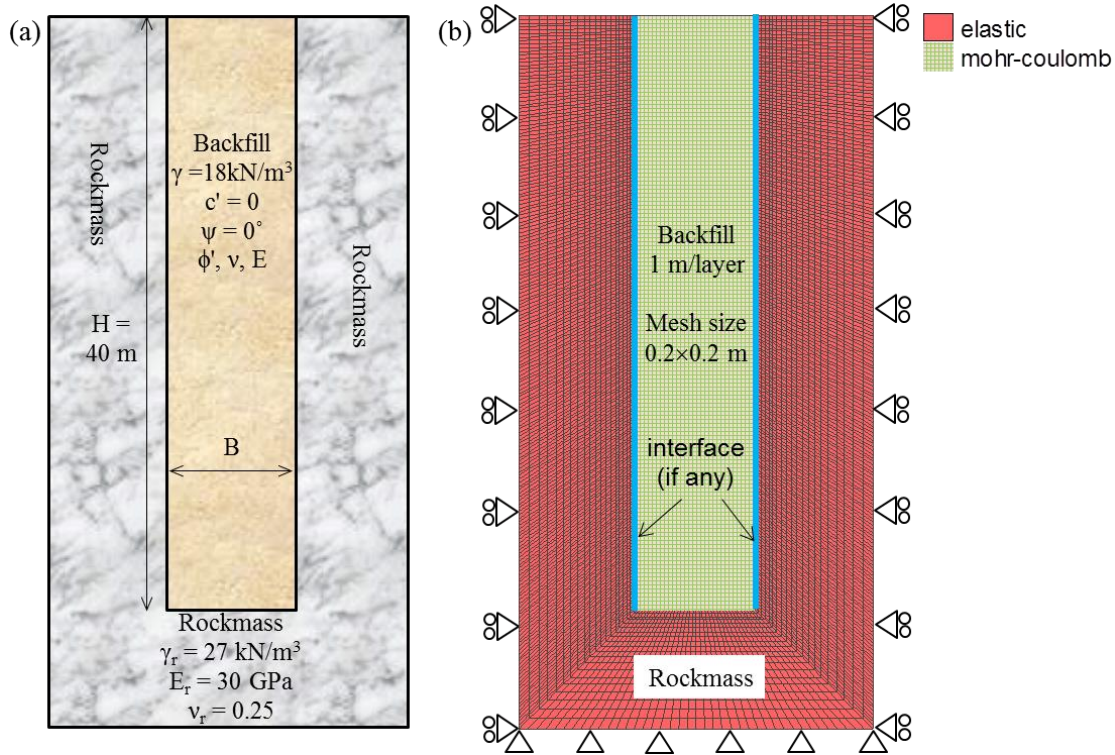 (a)
Rockmass
Backfill
γ =18kN/m³
c' = 0
ψ = 0°
ϕ', ν, E
Rockmass
H =
40 m
B
Rockmass
γr = 27 kN/m³
Er = 30 GPa
νr = 0.25
(b)
Backfill
1 m/layer
Mesh size
0.2×0.2 m
interface
(if any)
Rockmass
elastic
mohr-coulomb